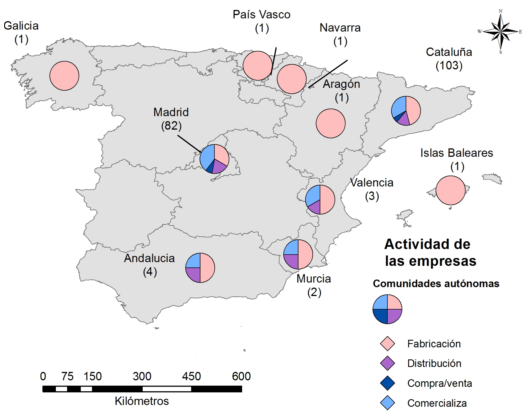 Galicia
(1)
País Vasco
(1)
Navarra
(1)
Aragón
(1)
Cataluña
(103)
Madrid
(82)
Islas Baleares
(1)
Valencia
(3)
Andalucia
(4)
Murcia
(2)
Actividad de
las empresas
Comunidades autónomas
Fabricación
Distribución
Compra/venta
Comercializa
0 75 150 300 450 600
Kilómetros